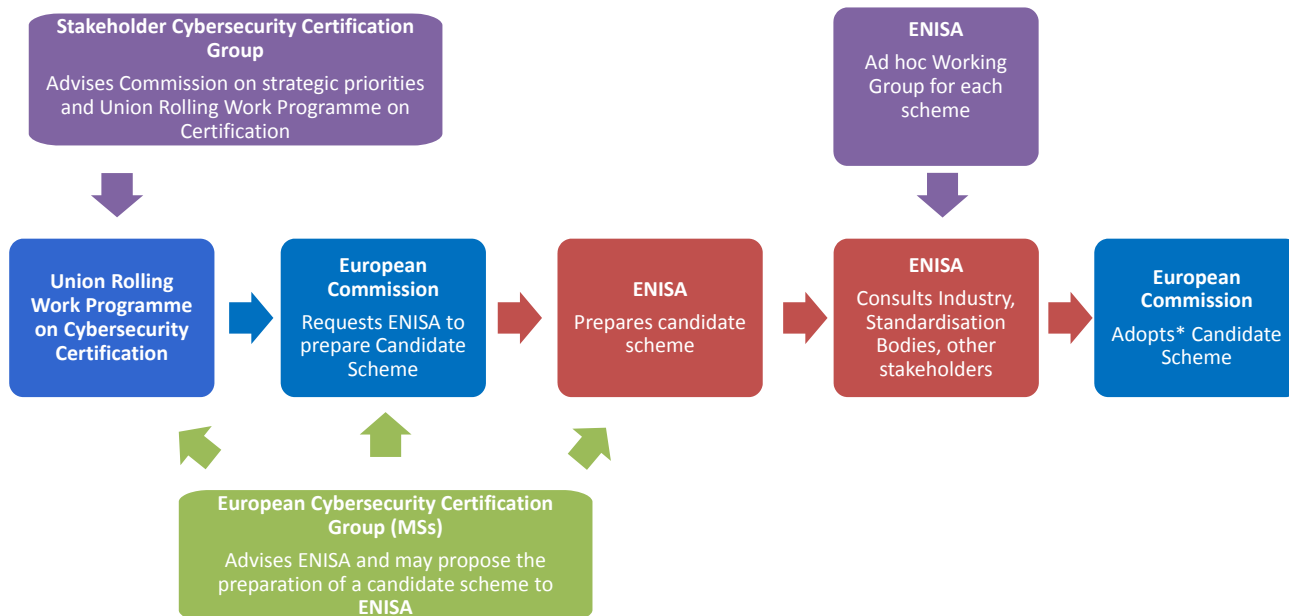 Stakeholder Cybersecurity Certification
Group
Advises Commission on strategic priorities
and Union Rolling Work Programme on
Certification
ENISA
Ad hoc Working
Group for each
scheme
Union Rolling
Work Programme
on Cybersecurity
Certification
European
Commission
Requests ENISA to
prepare Candidate
Scheme
ENISA
Prepares candidate
scheme
ENISA
Consults Industry,
Standardisation
Bodies, other
stakeholders
European
Commission
Adopts* Candidate
Scheme
European Cybersecurity Certification
Group (MSs)
Advises ENISA and may propose the
preparation of a candidate scheme to
ENISA